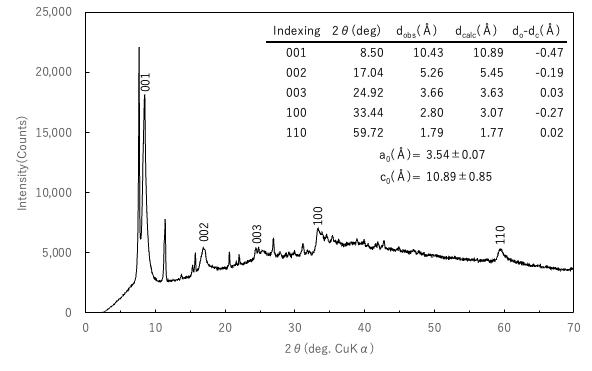 25,000
20,000
15,000
10,000
5,000
0
Intensity(Counts)
Indexing 2θ(deg) dobs(Å) dcalc(Å) do-dc(Å)
001 8.50 10.43 10.89 -0.47
002 17.04 5.26 5.45 -0.19
003 24.92 3.66 3.63 0.03
100 33.44 2.80 3.07 -0.27
110 59.72 1.79 1.77 0.02
a0(Å)= 3.54±0.07
c0(Å)= 10.89±0.85
001
002
003
100
110
0 10 20 30 40 50 60 70
2θ(deg. CuKα)